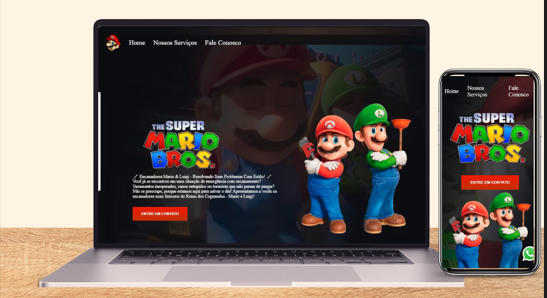 Home Nossos Serviços Fale Conosco
THE SUPER
MARIO
BROS.
Encanadores Mario & Luigi - Resolvendo Seus Problemas Com Estilo!
Você já se encontrou em uma situação de emergência com encanamento?
Vazamentos inesperados, canos entupidos ou torneiras que não param de pingar?
Não se preocupe, porque estamos aqui para salvar o dia! Apresentamos a vocês os
encanadores mais famosos do Reino dos Cogumelos - Mario e Luigi!
ENTRE EM CONTATO
Home Nossos Serviços Fale Conosco
THE SUPER
MARIO
BROS.
ENTRE EM CONTATO